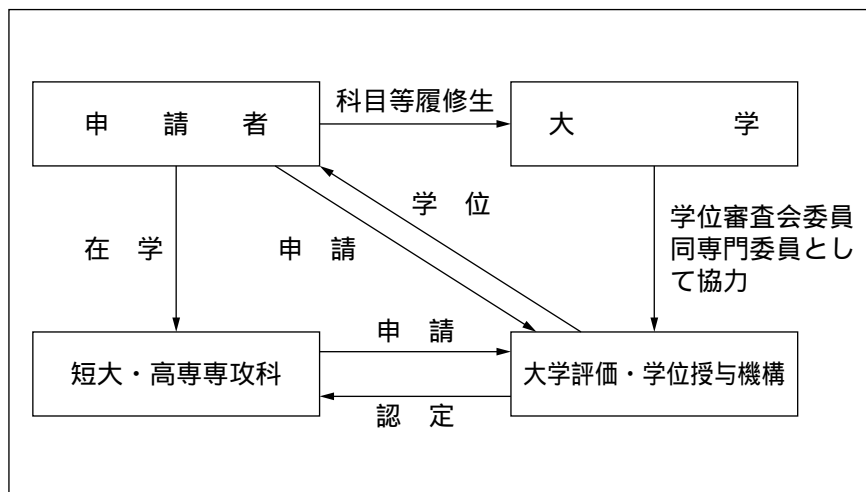 申請者
科目等履修生
大学
学位
学位審査会委員
同専門委員とし
て協力
在学
申請
申請
短大・高専専攻科
大学評価・学位授与機構
認定